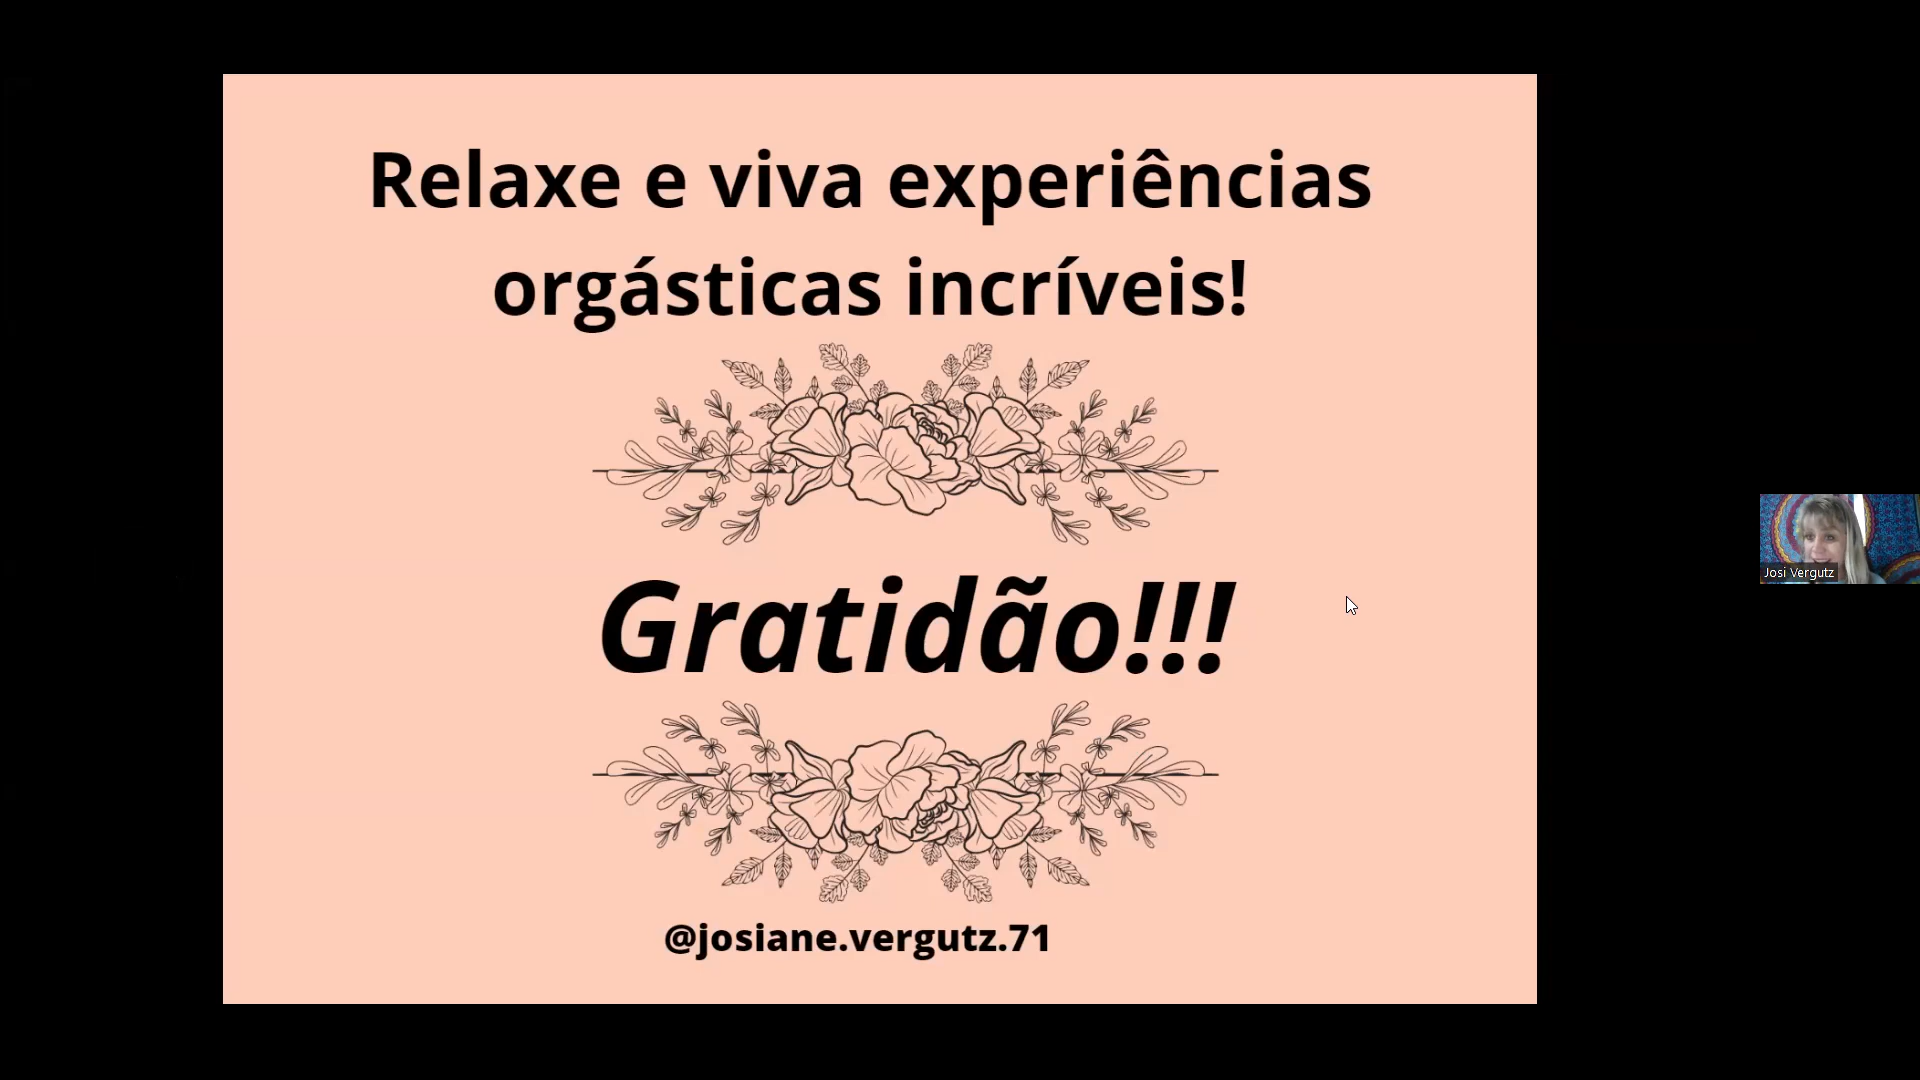 Relaxe e viva experiências
orgásticas incríveis!
Gratidão!!!
@josiane.vergutz.71
Josi Vergutz